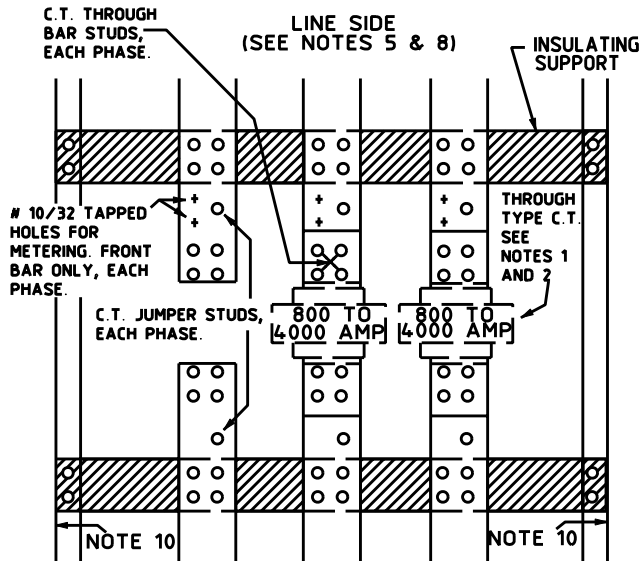 C.T. THROUGH
BAR STUDS,
EACH PHASE.
LINE SIDE
(SEE NOTES 5 & 8)
INSULATING
SUPPORT
# 10/32 TAPPED
HOLES FOR
METERING. FRONT
BAR ONLY, EACH
PHASE.
THROUGH
TYPE C.T.
SEE
NOTES 1
AND 2
C.T. JUMPER STUDS,
EACH PHASE.
800 TO
4000 AMP
800 TO
4000 AMP
NOTE 10
NOTE 10